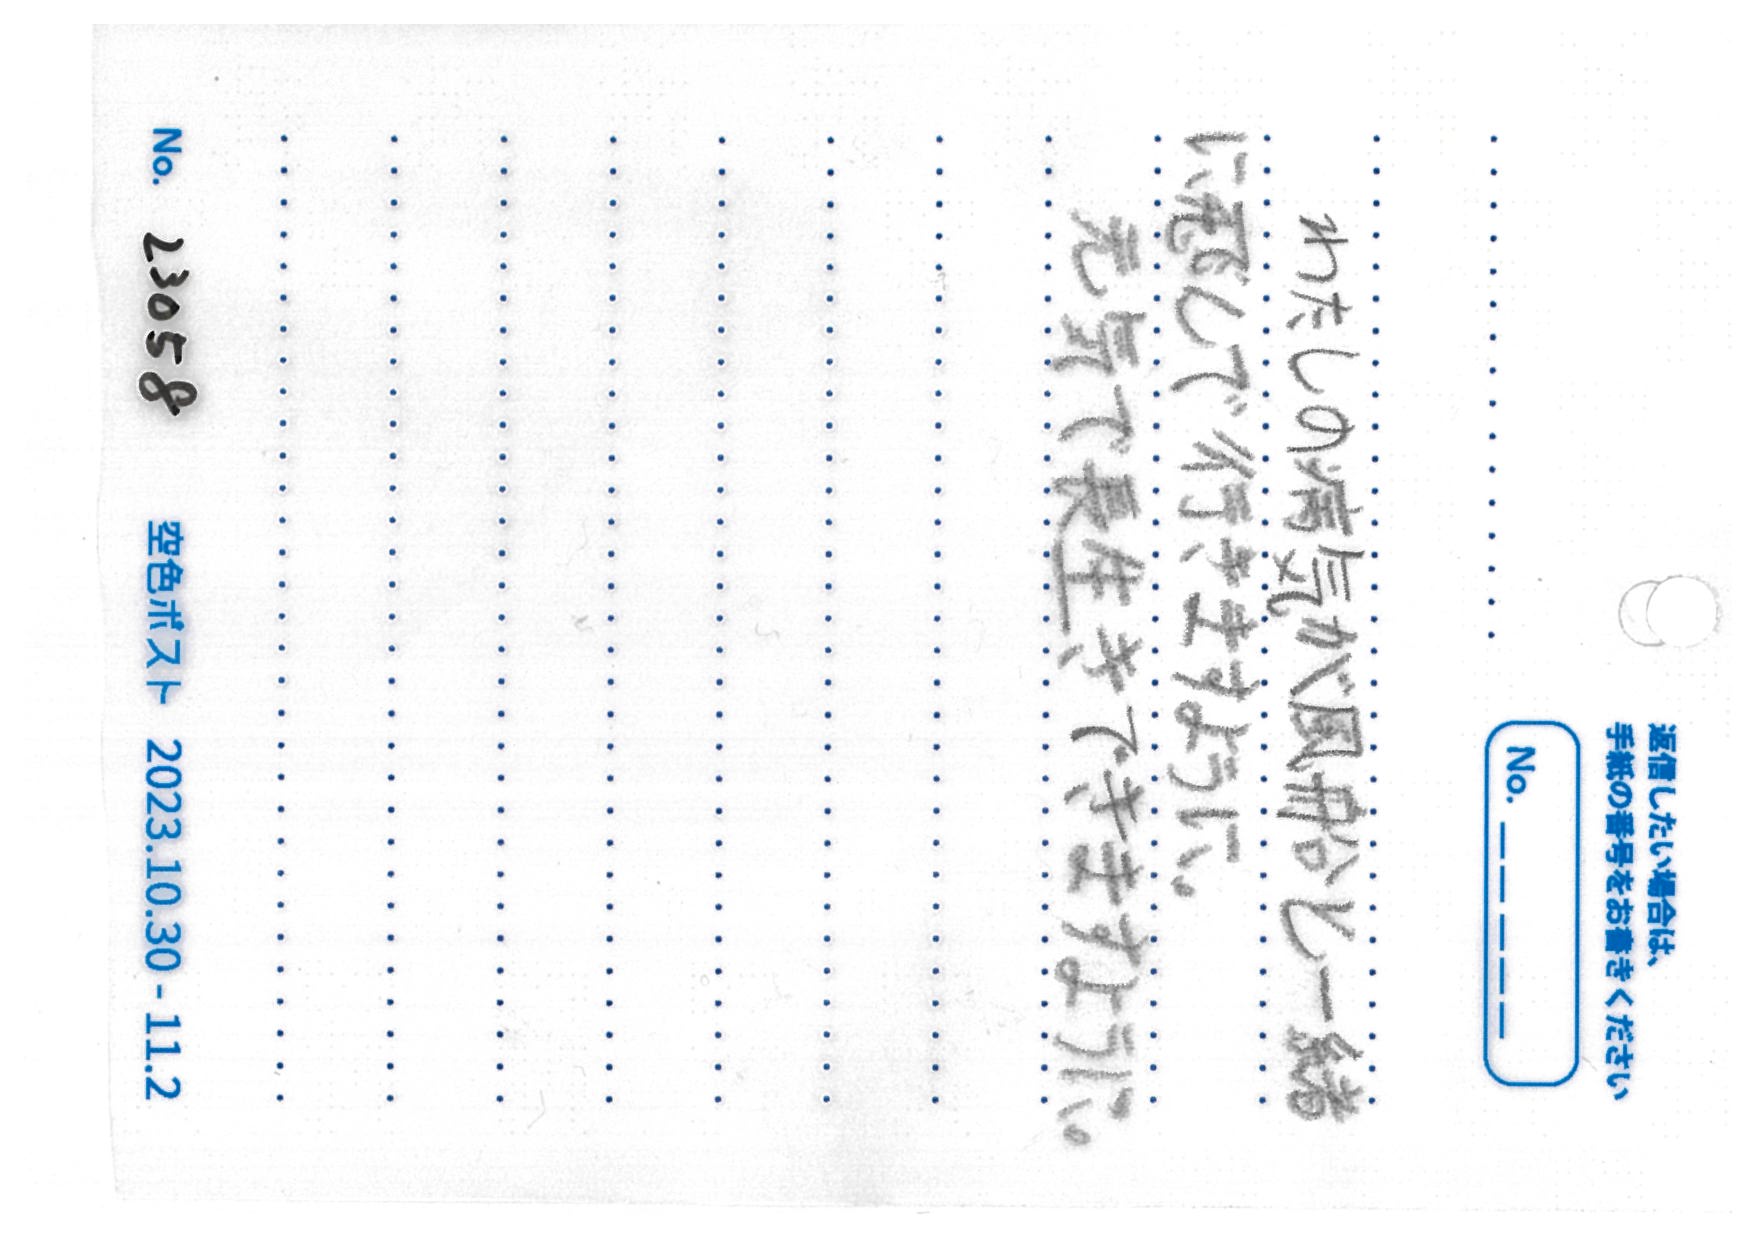 返信したい場合は、
手紙の番号をお書きください
No. _ _ _ _ _
わたしの病気が風船と一緒
に飛んで行きますように。
元気で長生きできますように。
No. 23058 空色ポスト 2023.10.30 - 11.2